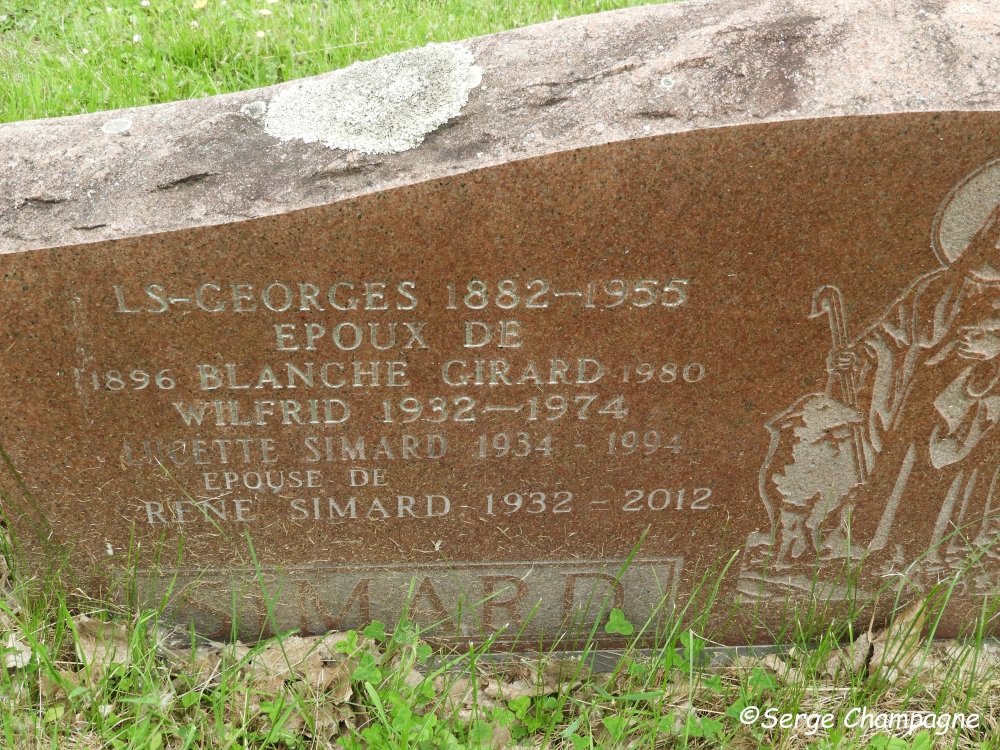 LS-GEORGES 1882-1955
EPOUX DE
1896 BLANCHE GIRARD 1980
WILFRID 1932-1974
LUCETTE SIMARD 1934 - 1994
EPOUSE DE
RENE SIMARD 1932 - 2012
SIMARD
©Serge Champagne